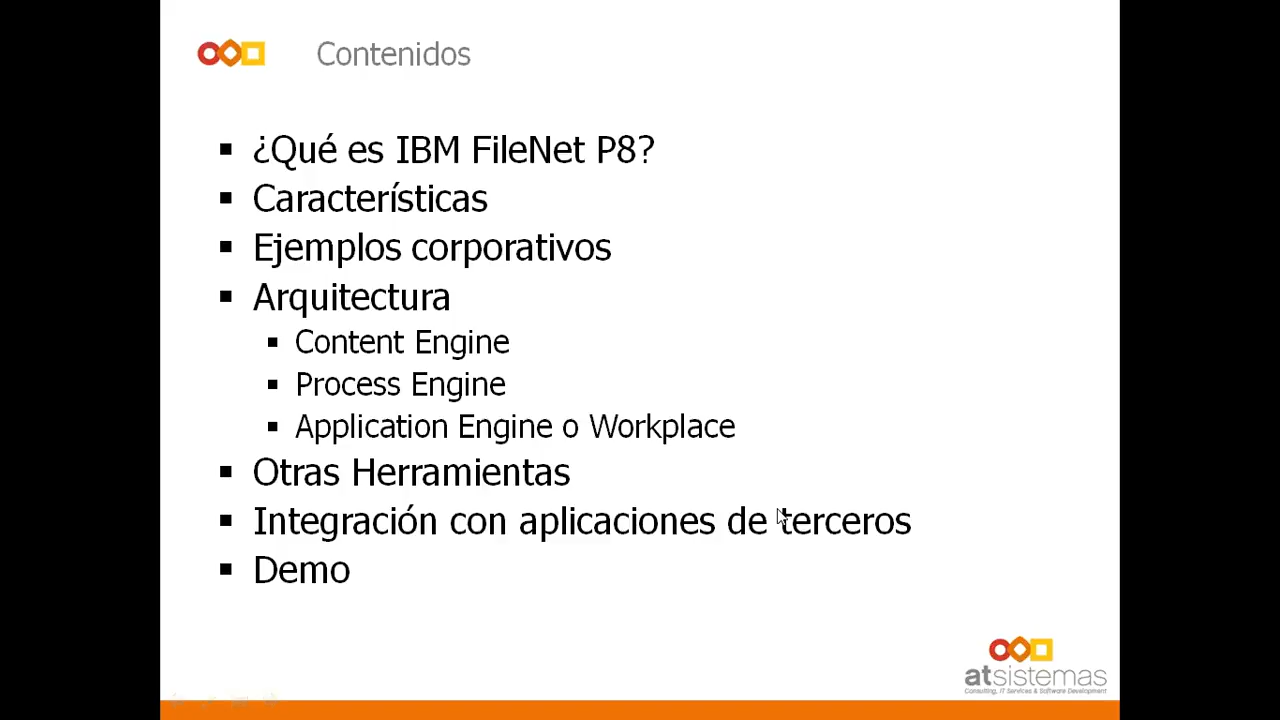 Contenidos
¿Qué es IBM FileNet P8?
Características
Ejemplos corporativos
Arquitectura
Content Engine
Process Engine
Application Engine o Workplace
Otras Herramientas
Integración con aplicaciones de terceros
Demo
atsistemas
Consulting, IT Services & Software Development